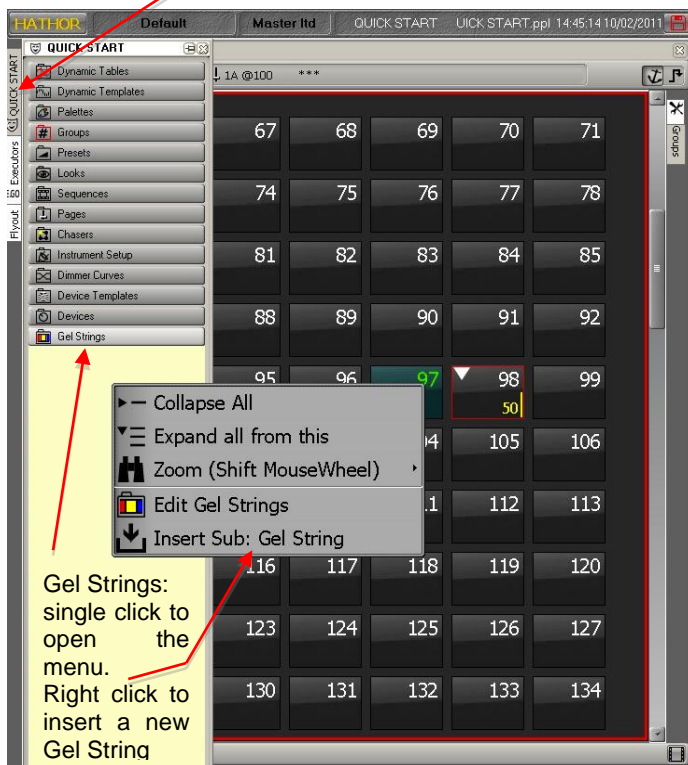 HATHOR Default Master ltd QUICK START UICK START.ppl 14:45:14 10/02/2011
QUICK START
QUICK START
Executors
Flyout
Dynamic Tables
Dynamic Templates
Palettes
Groups
Presets
Looks
Sequences
Pages
Chasers
Instrument Setup
Dimmer Curves
Device Templates
Devices
Gel Strings
1A @100 ***
Groups
67 68 69 70 71
74 75 76 77 78
81 82 83 84 85
88 89 90 91 92
95 96 97 98 99
50
105 106
112 113
116 117 118 119 120
123 124 125 126 127
130 131 132 133 134
Collapse All
Expand all from this
Zoom (Shift MouseWheel)
Edit Gel Strings
Insert Sub: Gel String
Gel Strings:
single click to
open the
menu.
Right click to
insert a new
Gel String